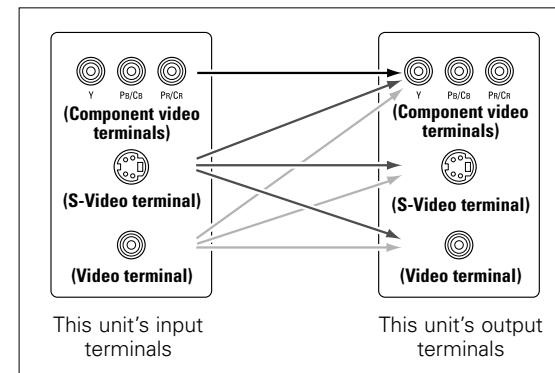 Y PB/CB PR/CR
(Component video
terminals)
(S-Video terminal)
(Video terminal)
This unit's input
terminals
Y PB/CB PR/CR
(Component video
terminals)
(S-Video terminal)
(Video terminal)
This unit's output
terminals